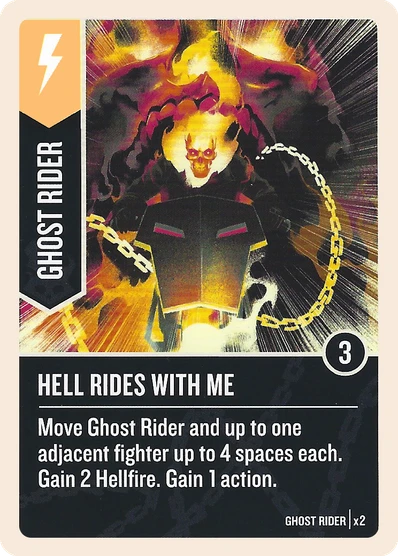 GHOST RIDER
3
HELL RIDES WITH ME
Move Ghost Rider and up to one
adjacent fighter up to 4 spaces each.
Gain 2 Hellfire. Gain 1 action.
GHOST RIDER | x2